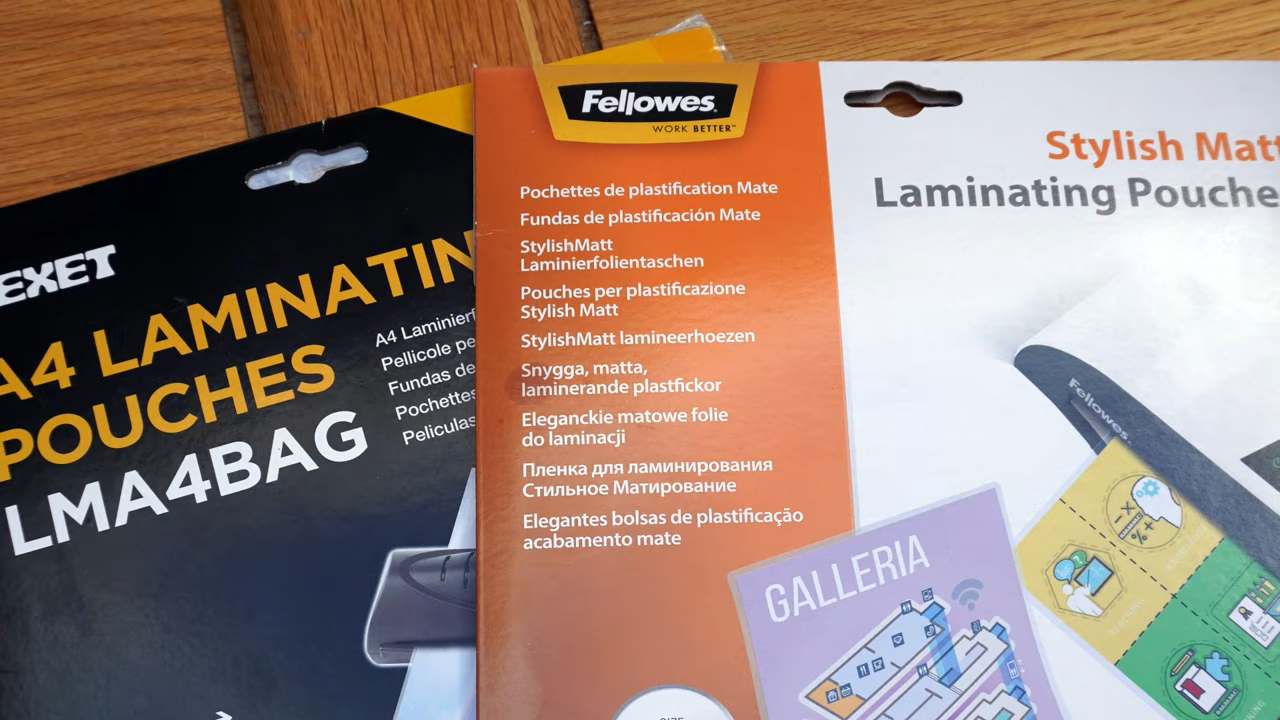 Fellowes.
WORK BETTER™
Pochettes de plastification Mate
Fundas de plastificación Mate
StylishMatt
Laminierfolientaschen
Pouches per plastificazione
Stylish Matt
StylishMatt lamineerhoezen
Snygga, matta,
laminerande plastfickor
Eleganckie matowe folie
do laminacji
Пленка для ламинирования
Стильное Матирование
Elegantes bolsas de plastificação
acabamento mate
Stylish Matt
Laminating Pouche
Fellowes.
GALLERIA
EXET
A4 LAMINATIN
POUCHES
LMA4BAG
A4 Laminierf
Pellicole pe
Fundas de
Pochettes
Peliculas